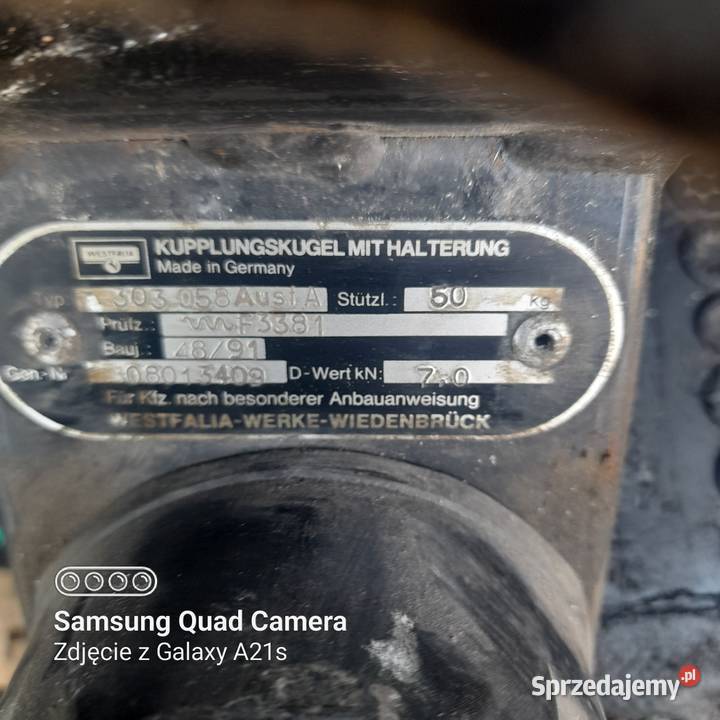 WESTFALIA
KUPPLUNGSKUGEL MIT HALTERUNG
Made in Germany
Typ 303 058 Ausf A Stützl.: 50 Kg
Prüfz.: F3381
Bauj.: 48/91
Gen.-Nr 08013409 D-Wert kN: 7.0
Für Kfz. nach besonderer Anbauanweisung
WESTFALIA-WERKE-WIEDENBRÜCK
Samsung Quad Camera
Zdjęcie z Galaxy A21s
Sprzedajemy.pl